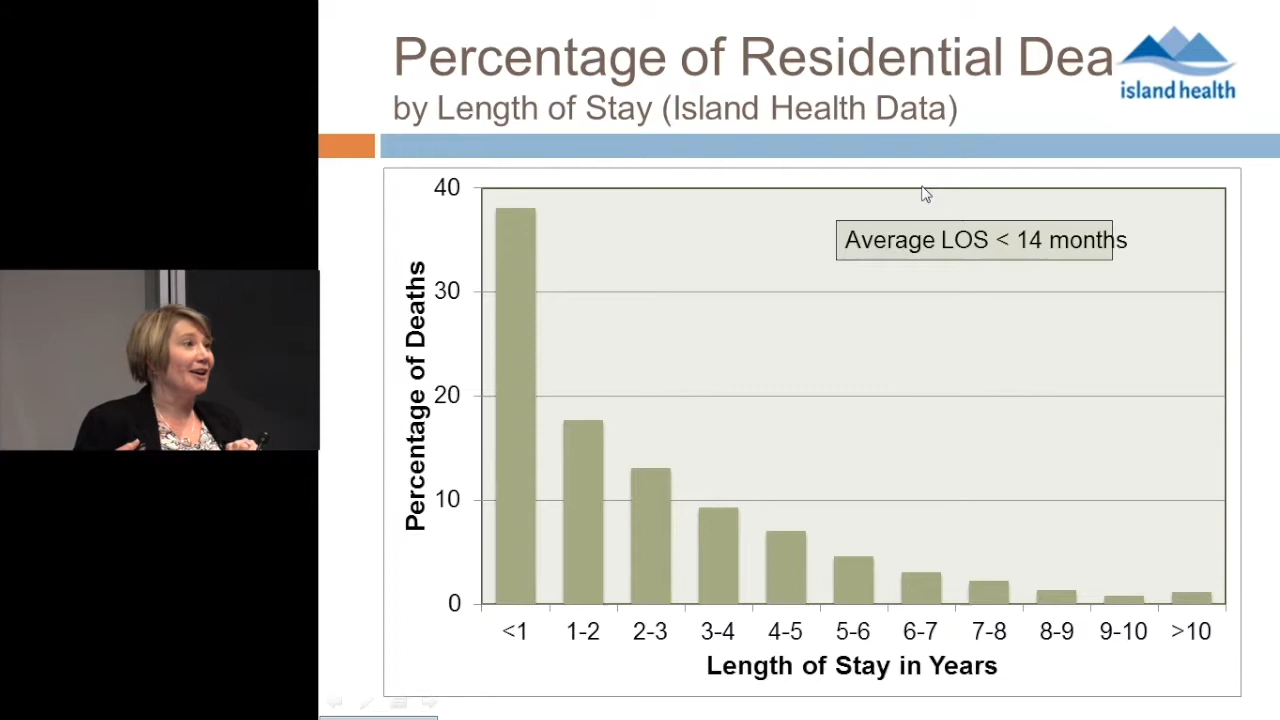 Percentage of Residential Dea
island health
by Length of Stay (Island Health Data)
Average LOS < 14 months
Percentage of Deaths
40
30
20
10
0
<1 1-2 2-3 3-4 4-5 5-6 6-7 7-8 8-9 9-10 >10
Length of Stay in Years